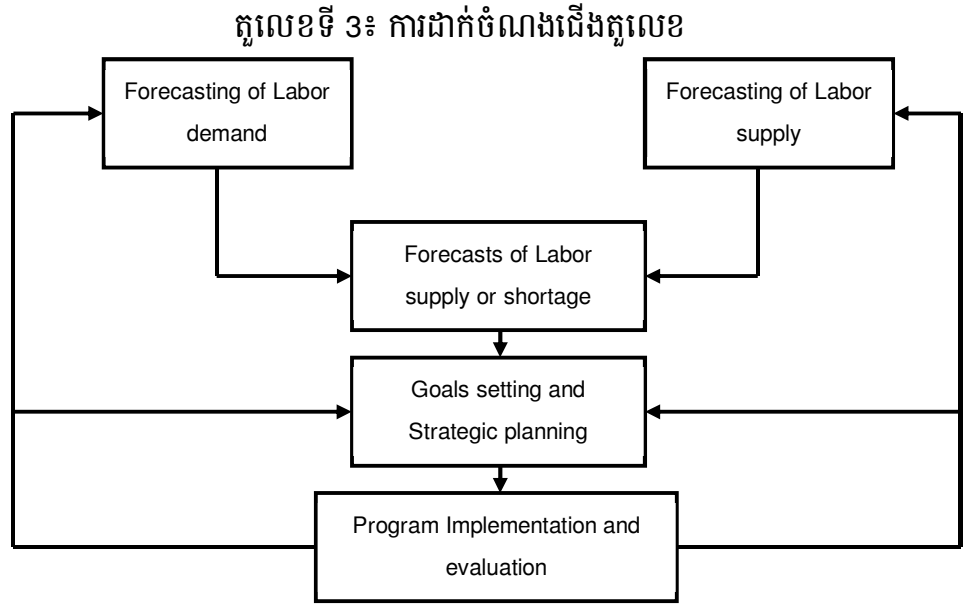 តួលេខទី 3៖ ការដាក់ចំណងជើងតួលេខ
Forecasting of Labor
demand
Forecasting of Labor
supply
Forecasts of Labor
supply or shortage
Goals setting and
Strategic planning
Program Implementation and
evaluation